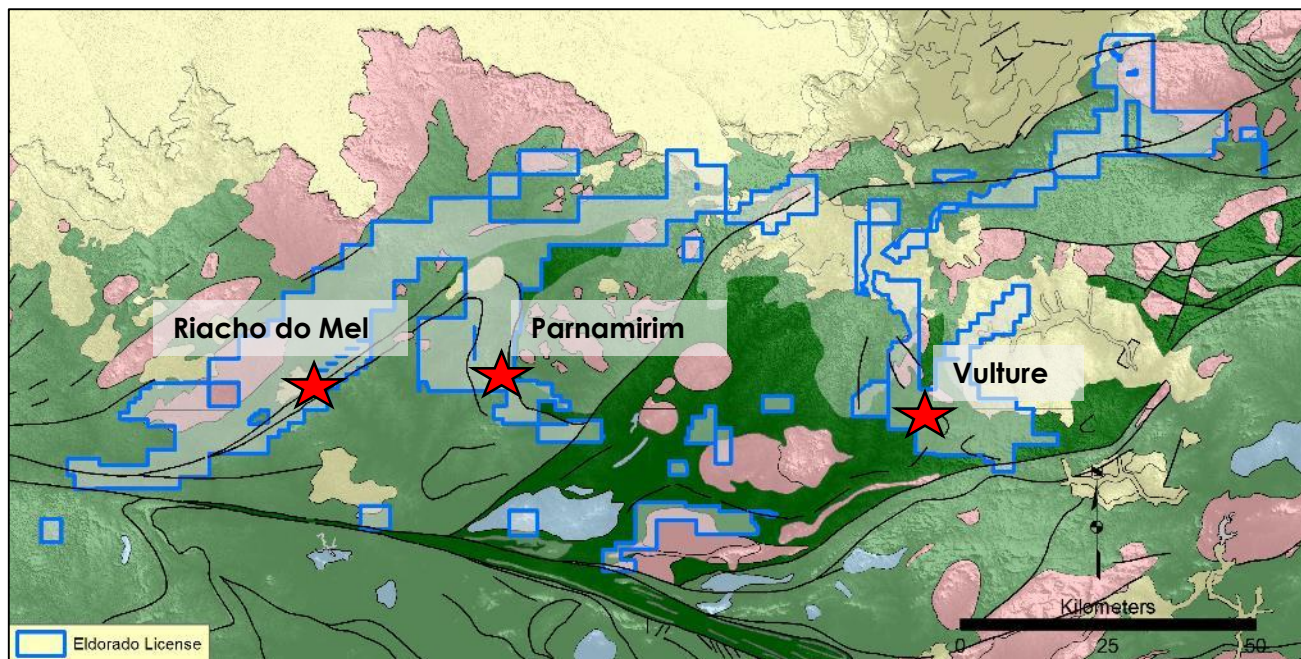 Riacho do Mel
Parnamirim
Vulture
N
Kilometers
0 25 50
Eldorado License